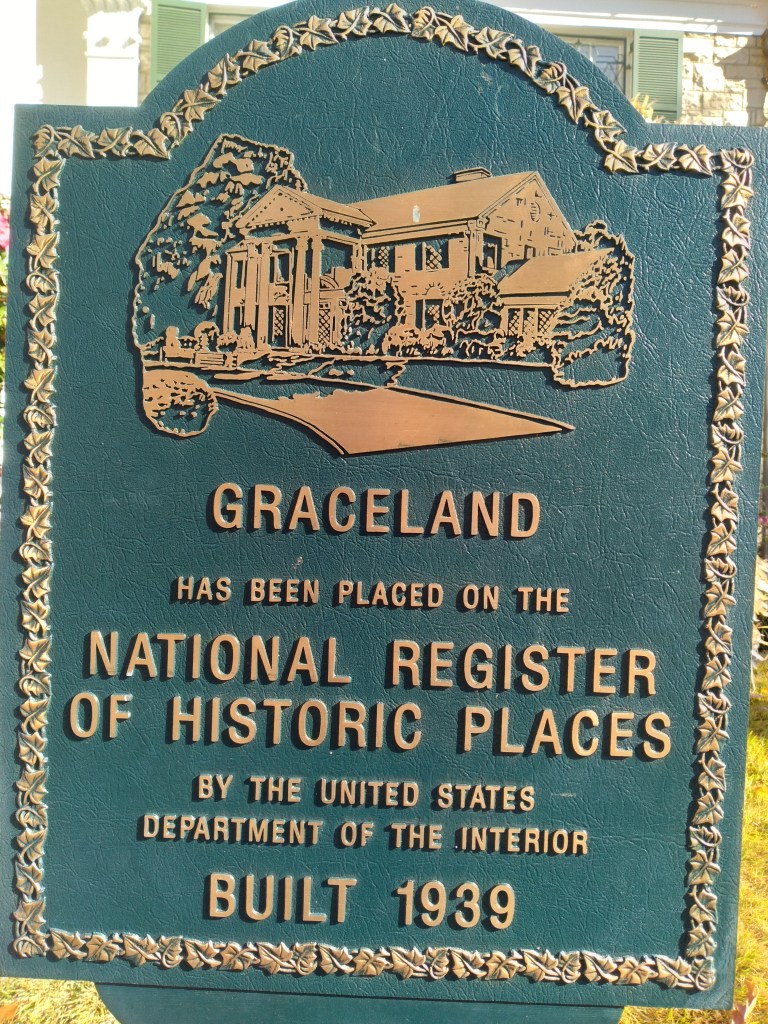 GRACELAND
HAS BEEN PLACED ON THE
NATIONAL REGISTER
OF HISTORIC PLACES
BY THE UNITED STATES
DEPARTMENT OF THE INTERIOR
BUILT 1939